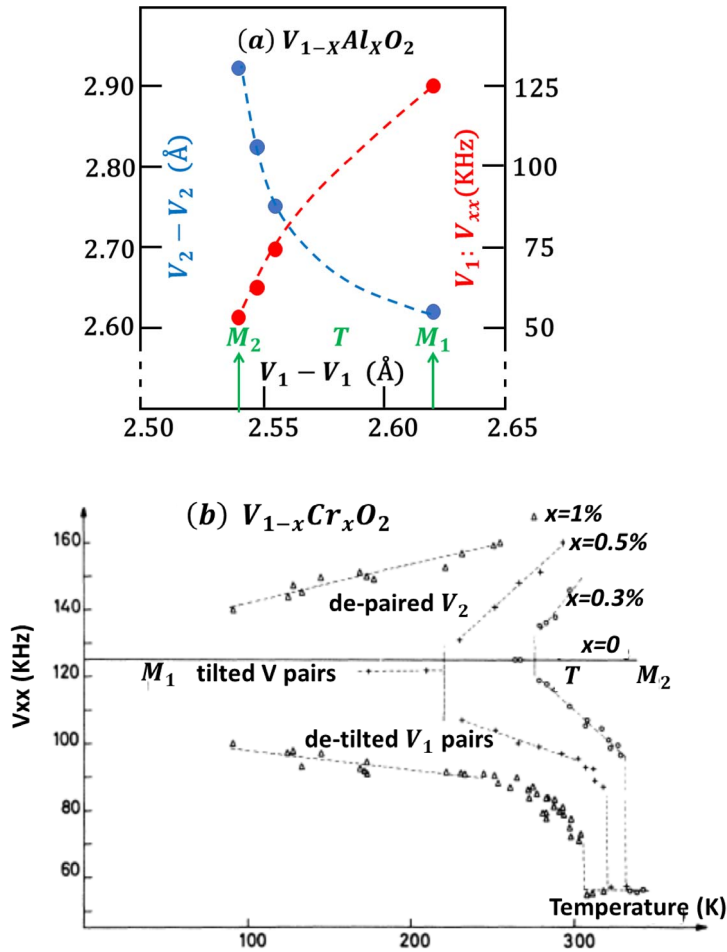 (a) V₁₋ₓAlₓO₂
2.90
2.80
2.70
2.60
V₂ − V₂ (Å)
125
100
75
50
V₁: Vₓₓ(KHz)
M₂ T M₁
V₁ − V₁ (Å)
2.50 2.55 2.60 2.65
(b) V₁₋ₓCrₓO₂
x=1%
x=0.5%
x=0.3%
x=0
160
140
120
100
80
60
Vxx (KHz)
de-paired V₂
M₁ tilted V pairs T M₂
de-tilted V₁ pairs
Temperature (K)
0 100 200 300